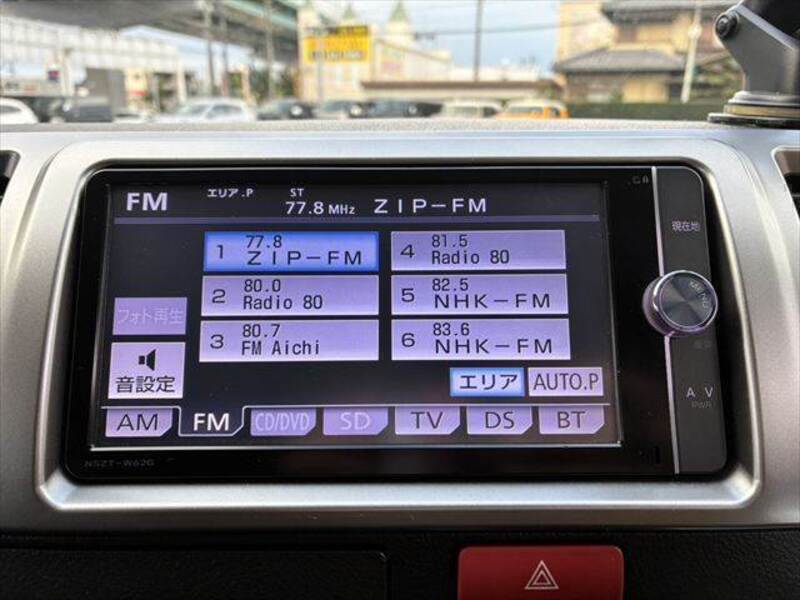 FM エリア.P ST 77.8 MHz ZIP-FM
1 77.8 ZIP-FM
2 80.0 Radio 80
3 80.7 FM Aichi
4 81.5 Radio 80
5 82.5 NHK-FM
6 83.6 NHK-FM
フォト再生
音設定
エリア AUTO.P
AM FM CD/DVD SD TV DS BT
NSZT-W62G
現在地
MENU
AV
PWR